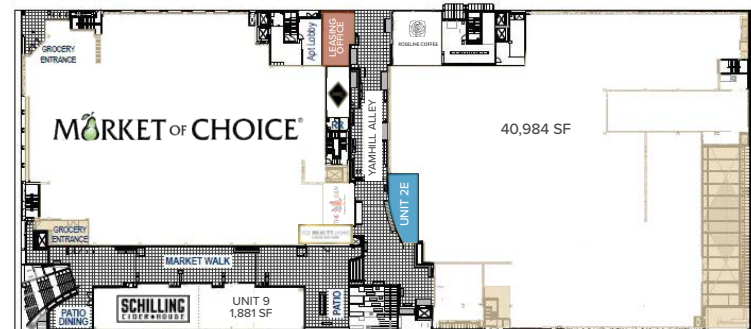 GROCERY
ENTRANCE
Apt Lobby
LEASING
OFFICE
ROSELINE COFFEE
MARKET OF CHOICE®
RR
YAMHILL ALLEY
40,984 SF
UNIT 2E
GROCERY
ENTRANCE
MARKET WALK
PATIO
DINING
SCHILLING
CIDER HOUSE
UNIT 9
1,881 SF
PATIO